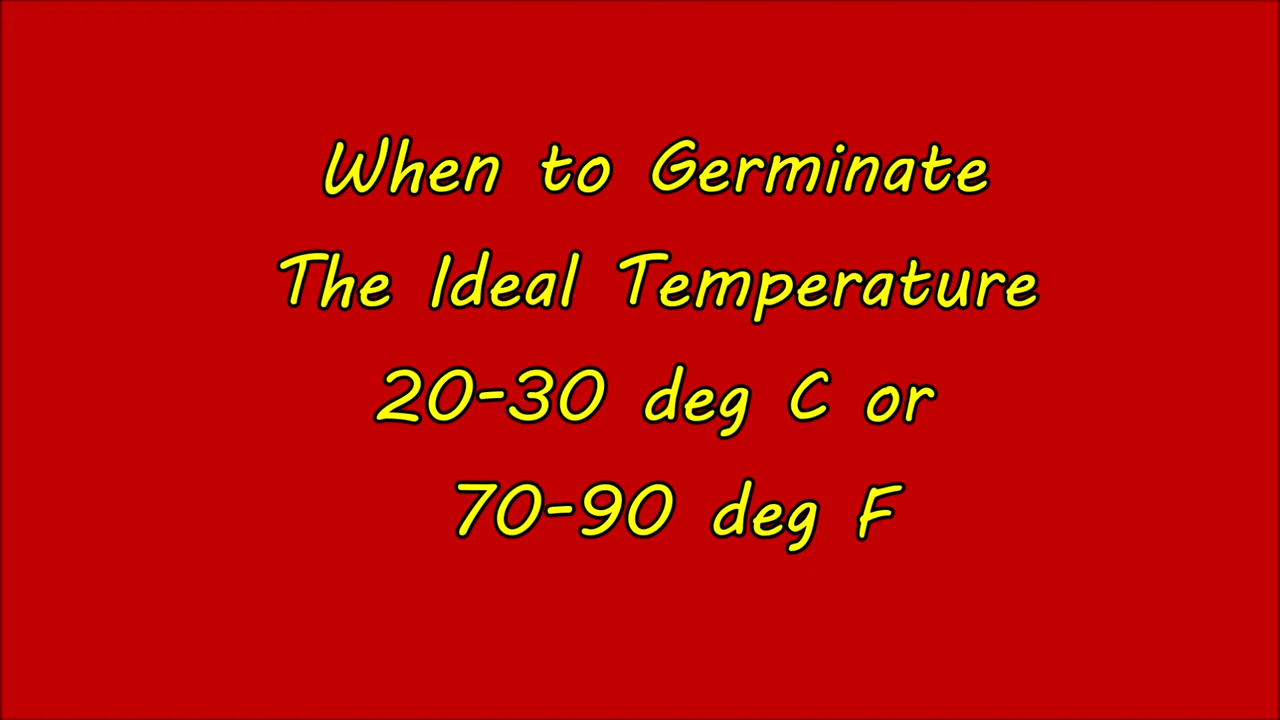 When to Germinate
The Ideal Temperature
20-30 deg C or
70-90 deg F